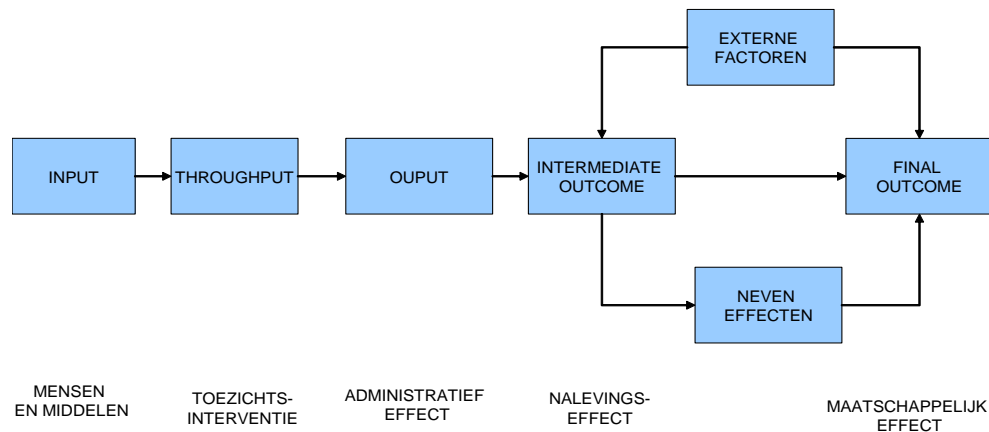 EXTERNE
FACTOREN
INPUT
THROUGHPUT
OUPUT
INTERMEDIATE
OUTCOME
FINAL
OUTCOME
NEVEN
EFFECTEN
MENSEN
EN MIDDELEN
TOEZICHTS-
INTERVENTIE
ADMINISTRATIEF
EFFECT
NALEVINGS-
EFFECT
MAATSCHAPPELIJK
EFFECT